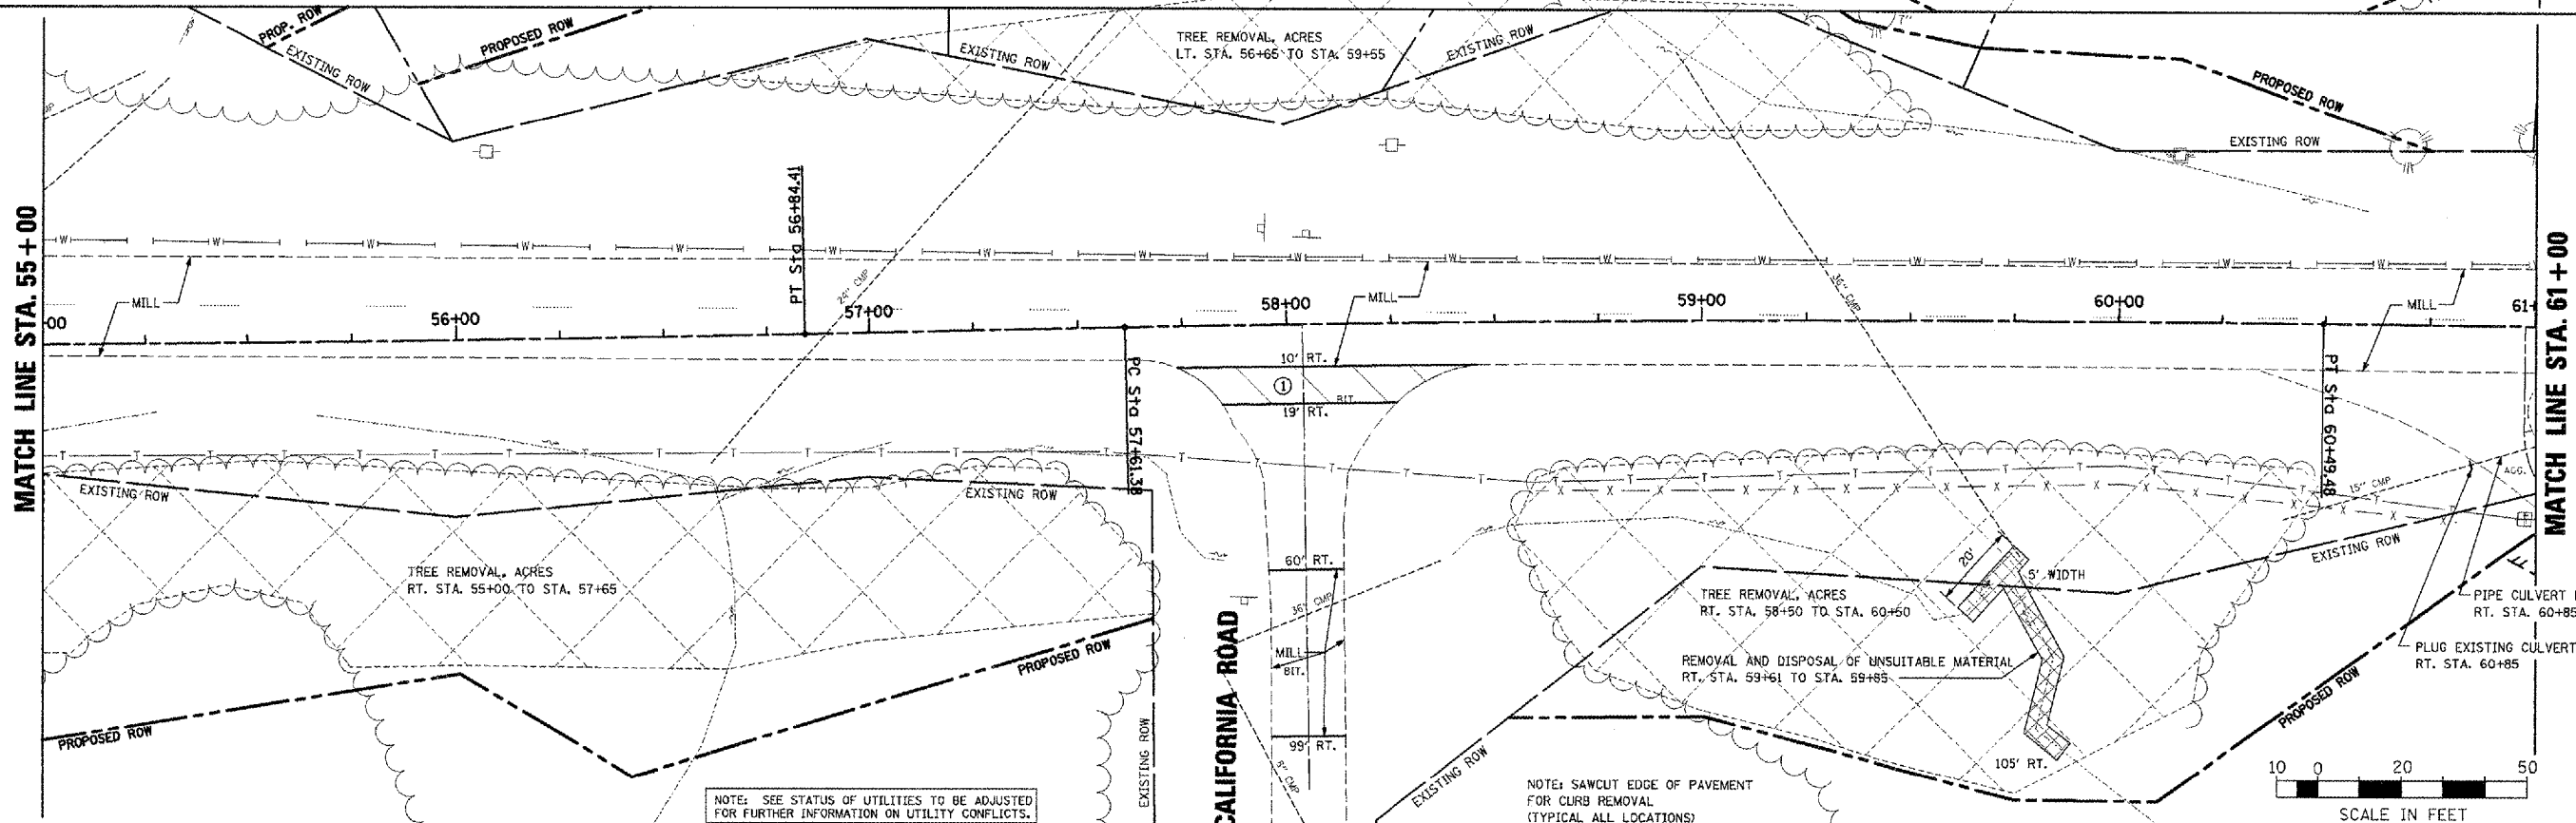 PROP. ROW
EXISTING ROW
PROPOSED ROW
EXISTING ROW
TREE REMOVAL, ACRES
LT. STA. 56+65 TO STA. 59+55
EXISTING ROW
7"
PROPOSED ROW
EXISTING ROW
MATCH LINE STA. 55+00
PT Sta 56+84.41
W W W W W W W W W W W W W W W W
24" CMP
36" CMP
MILL
MILL
MILL
00
56+00
57+00
58+00
59+00
60+00
61+
MATCH LINE STA. 61+00
PC Sta 57+61.38
10' RT.
1
BIT.
19' RT.
PT Sta 60+49.48
T T T T T T T T T T T T
X X X X X X X X X X X X
15" CMP
AGG.
EXISTING ROW
EXISTING ROW
EXISTING ROW
TREE REMOVAL, ACRES
RT. STA. 55+00 TO STA. 57+65
60' RT.
36" CMP
20'
5' WIDTH
TREE REMOVAL, ACRES
RT. STA. 58+50 TO STA. 60+50
PIPE CULVERT
RT. STA. 60+85
PLUG EXISTING CULVERT
RT. STA. 60+85
CALIFORNIA ROAD
MILL
BIT.
PROPOSED ROW
REMOVAL AND DISPOSAL OF UNSUITABLE MATERIAL
RT. STA. 59+61 TO STA. 59+85
PROPOSED ROW
PROPOSED ROW
99' RT.
8" CMP
EXISTING ROW
EXISTING ROW
105' RT.
NOTE: SEE STATUS OF UTILITIES TO BE ADJUSTED
FOR FURTHER INFORMATION ON UTILITY CONFLICTS.
NOTE: SAWCUT EDGE OF PAVEMENT
FOR CURB REMOVAL
(TYPICAL ALL LOCATIONS)
10 0 20 50
SCALE IN FEET